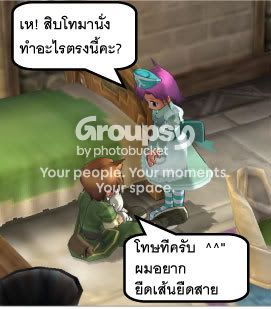 เห! สิบโทมานั่ง
ทำอะไรตรงนี้คะ?
Groupsy
by photobucket
Your people. Your moments.
Your space.
โทษทีครับ ^^"
ผมอยาก
ยืดเส้นยืดสาย